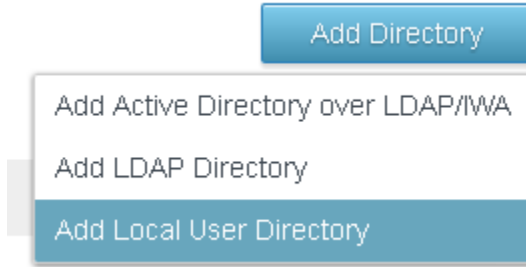 Add Directory
Add Active Directory over LDAP/IWA
Add LDAP Directory
Add Local User Directory